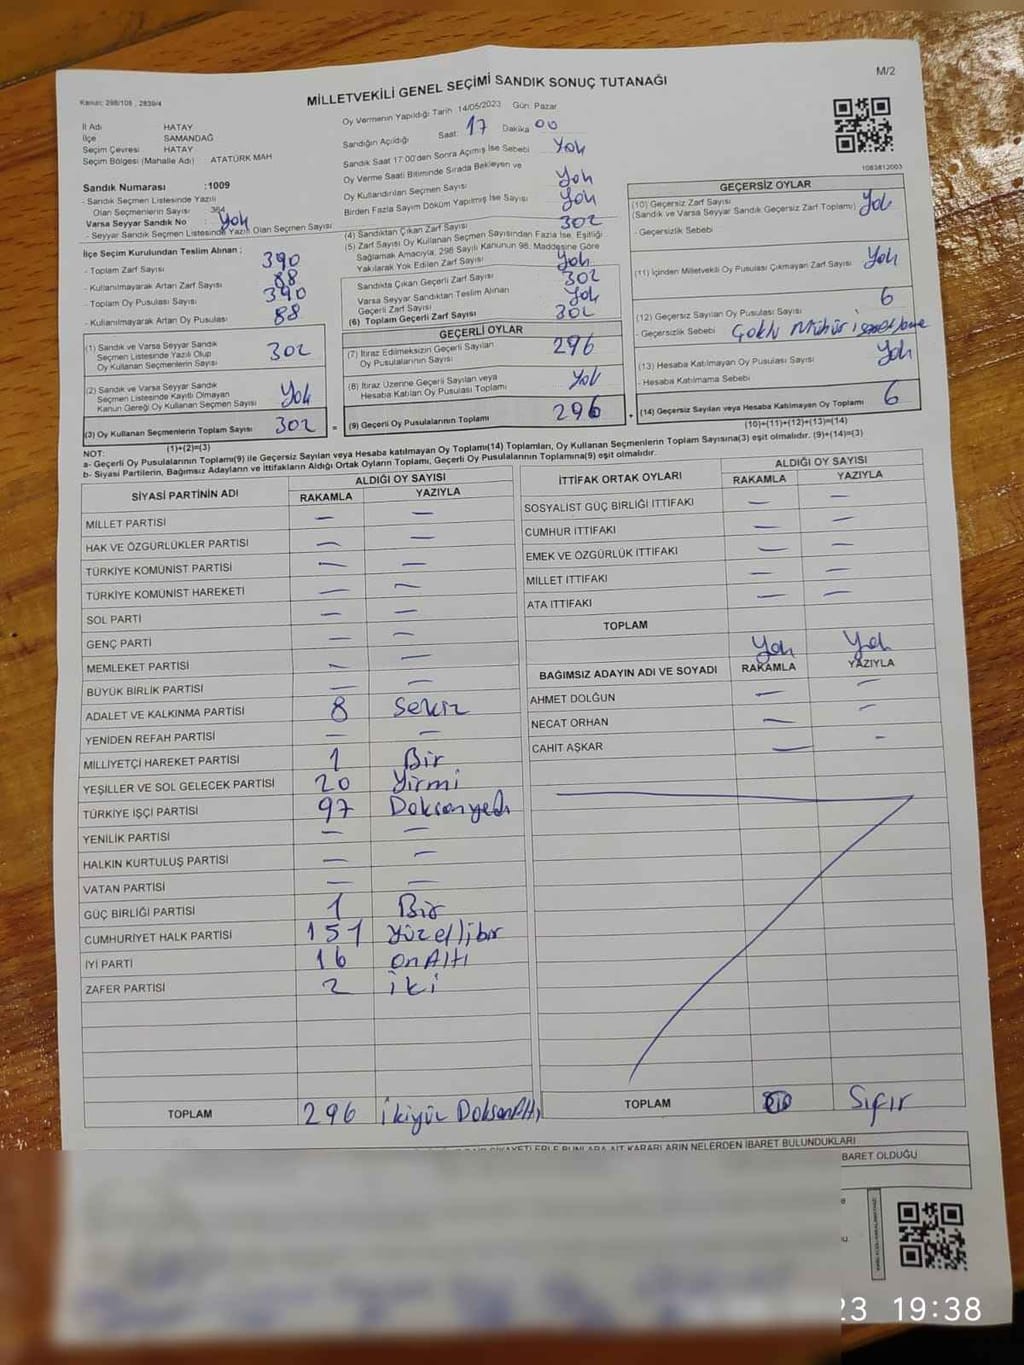 Kanun: 298/108, 2839/4
MİLLETVEKİLİ GENEL SEÇİMİ SANDIK SONUÇ TUTANAĞI
M/2
İl Adı HATAY
İlçe SAMANDAĞ
Seçim Çevresi HATAY
Seçim Bölgesi (Mahalle Adı) ATATÜRK MAH
Sandık Numarası :1009
- Sandık Seçmen Listesinde Yazılı
Olan Seçmenlerin Sayısı 364
Varsa Seyyar Sandık No : Yok
- Seyyar Sandık Seçmen Listesinde Yazılı Olan Seçmen Sayısı
İlçe Seçim Kurulundan Teslim Alınan :
- Toplam Zarf Sayısı 390
- Kullanılmayarak Artan Zarf Sayısı 88
- Toplam Oy Pusulası Sayısı 390
- Kullanılmayarak Artan Oy Pusulası 88
(1) Sandık ve Varsa Seyyar Sandık
Seçmen Listesinde Yazılı Olup
Oy Kullanan Seçmenlerin Sayısı 302
(2) Sandık ve Varsa Seyyar Sandık
Seçmen Listesinde Kayıtlı Olmayan
Kanun Gereği Oy Kullanan Seçmen Sayısı Yok
(3) Oy Kullanan Seçmenlerin Toplam Sayısı 302
(1)+(2)=(3)
Oy Vermenin Yapıldığı Tarih 14/05/2023 Gün: Pazar
Sandığın Açıldığı Saat: 17 Dakika 00
Sandık Saat 17:00'den Sonra Açımış İse Sebebi Yok
Oy Verme Saati Bitiminde Sırada Bekleyen ve
Oy Kullandırılan Seçmen Sayısı Yok
Birden Fazla Sayım Döküm Yapılmış İse Sayısı Yok
(4) Sandıktan Çıkan Zarf Sayısı 302
(5) Zarf Sayısı Oy Kullanan Seçmen Sayısından Fazla İse, Eşitliği
Sağlamak Amacıyla, 298 Sayılı Kanunun 98. Maddesine Göre
Yakılarak Yok Edilen Zarf Sayısı Yok
Sandıkta Çıkan Geçerli Zarf Sayısı 302
Varsa Seyyar Sandıktan Teslim Alınan
Geçerli Zarf Sayısı Yok
(6) Toplam Geçerli Zarf Sayısı 302
GEÇERLİ OYLAR
(7) İtiraz Edilmeksizin Geçerli Sayılan
Oy Pusulalarının Sayısı 296
(8) İtiraz Üzerine Geçerli Sayılan veya
Hesaba Katılan Oy Pusulası Toplamı Yok
= (9) Geçerli Oy Pusulalarının Toplamı 296
1083812003
GEÇERSİZ OYLAR
(10) Geçersiz Zarf Sayısı
(Sandık ve Varsa Seyyar Sandık Geçersiz Zarf Toplamı) Yok
- Geçersizlik Sebebi
(11) İçinden Milletvekili Oy Pusulası Çıkmayan Zarf Sayısı Yok
(12) Geçersiz Sayılan Oy Pusulası Sayısı 6
- Geçersizlik Sebebi Çoklu Mühür işaretleme
(13) Hesaba Katılmayan Oy Pusulası Sayısı Yok
- Hesaba Katılmama Sebebi
+ (14) Geçersiz Sayılan veya Hesaba Katılmayan Oy Toplamı 6
(10)+(11)+(12)+(13)=(14)
NOT:
a- Geçerli Oy Pusulalarının Toplamı(9) ile Geçersiz Sayılan veya Hesaba katılmayan Oy Toplamı(14) Toplamları, Oy Kullanan Seçmenlerin Toplam Sayısına(3) eşit olmalıdır. (9)+(14)=(3)
b- Siyasi Partilerin, Bağımsız Adayların ve İttifakların Aldığı Ortak Oyların Toplamı, Geçerli Oy Pusulalarının Toplamına(9) eşit olmalıdır.
SİYASİ PARTİNİN ADI ALDIĞI OY SAYISI
RAKAMLA YAZIYLA
MİLLET PARTİSİ — —
HAK VE ÖZGÜRLÜKLER PARTİSİ — —
TÜRKİYE KOMÜNİST PARTİSİ — —
TÜRKİYE KOMÜNİST HAREKETİ — —
SOL PARTİ — —
GENÇ PARTİ — —
MEMLEKET PARTİSİ — —
BÜYÜK BİRLİK PARTİSİ — —
ADALET VE KALKINMA PARTİSİ 8 Sekiz
YENİDEN REFAH PARTİSİ — —
MİLLİYETÇİ HAREKET PARTİSİ 1 Bir
YEŞİLLER VE SOL GELECEK PARTİSİ 20 Yirmi
TÜRKİYE İŞÇİ PARTİSİ 97 Doksanyedi
YENİLİK PARTİSİ — —
HALKIN KURTULUŞ PARTİSİ — —
VATAN PARTİSİ — —
GÜÇ BİRLİĞİ PARTİSİ 1 Bir
CUMHURİYET HALK PARTİSİ 151 Yüzellibir
İYİ PARTİ 16 onAltı
ZAFER PARTİSİ 2 iki
TOPLAM 296 ikiyüz DoksanAltı
İTTİFAK ORTAK OYLARI ALDIĞI OY SAYISI
RAKAMLA YAZIYLA
SOSYALİST GÜÇ BİRLİĞİ İTTİFAKI — —
CUMHUR İTTİFAKI — —
EMEK VE ÖZGÜRLÜK İTTİFAKI — —
MİLLET İTTİFAKI — —
ATA İTTİFAKI — —
TOPLAM Yok Yok
BAĞIMSIZ ADAYIN ADI VE SOYADI RAKAMLA YAZIYLA
AHMET DOLĞUN — —
NECAT ORHAN — —
CAHİT AŞKAR — -
TOPLAM Sıfır
BUNLARA AİT KARARLARIN NELERDEN İBARET BULUNDUKLARI
BARET OLDUĞU
23 19:38